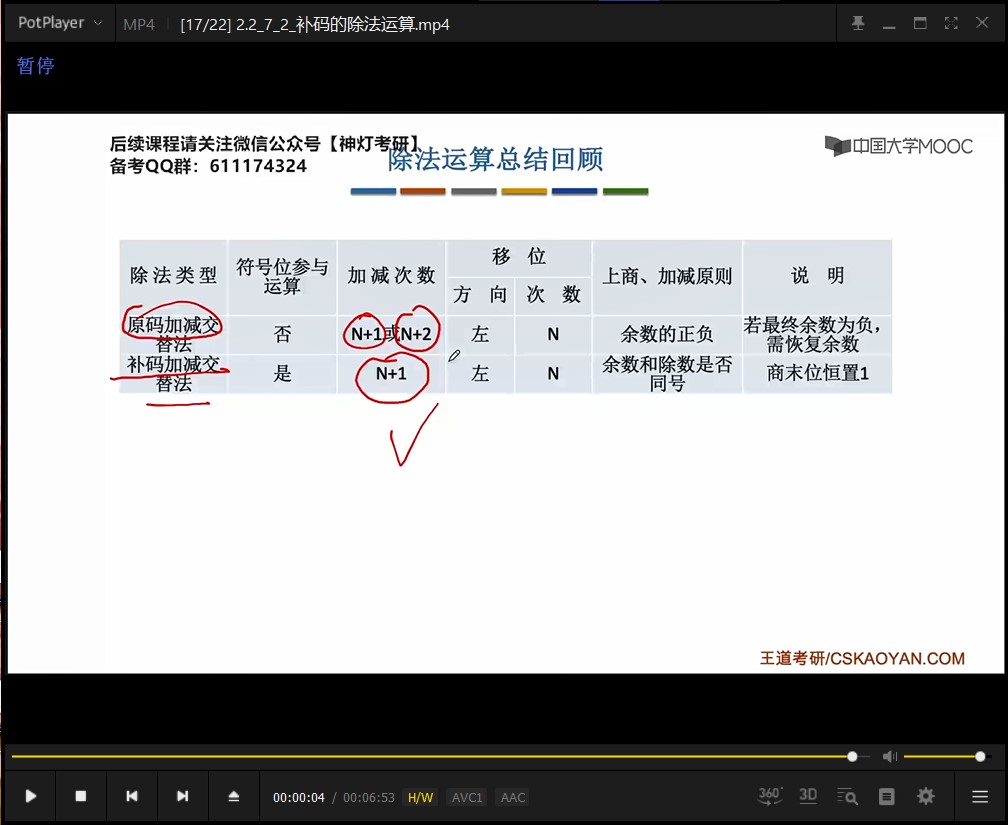 PotPlayer
MP4
[17/22] 2.2_7_2_补码的除法运算.mp4
暂停
后续课程请关注微信公众号【神灯考研】
备考QQ群：611174324
除法运算总结回顾
中国大学MOOC
除法类型 符号位参与运算 加减次数 移位 上商、加减原则 说明
方向 次数
原码加减交替法 否 N+1或N+2 左 N 余数的正负 若最终余数为负，需恢复余数
补码加减交替法 是 N+1 左 N 余数和除数是否同号 商末位恒置1
王道考研/CSKAOYAN.COM
00:00:04 / 00:06:53 H/W AVC1 AAC
360° 3D